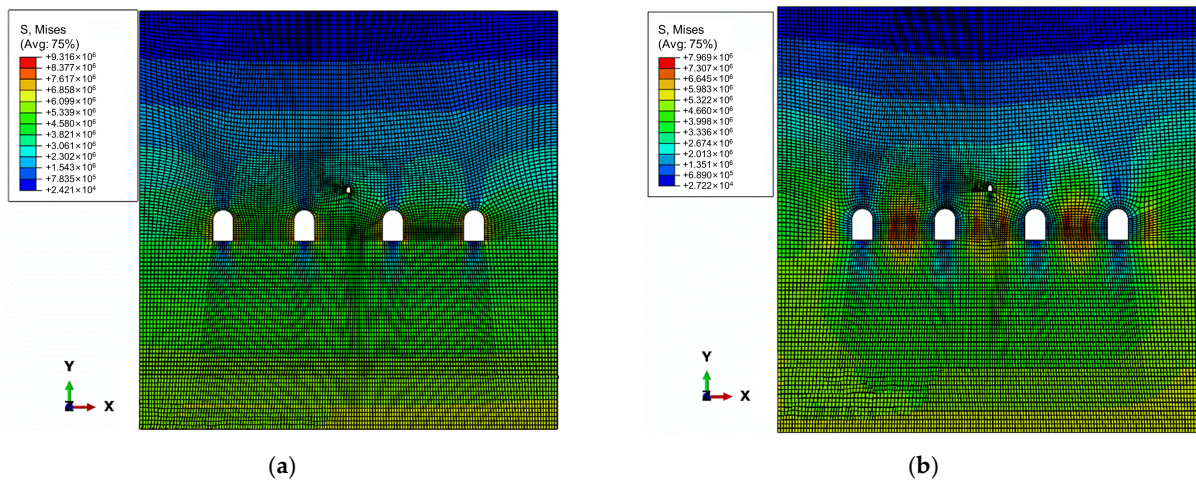 S, Mises
(Avg: 75%)
+9.316×10⁶
+8.377×10⁶
+7.617×10⁶
+6.858×10⁶
+6.099×10⁶
+5.339×10⁶
+4.580×10⁶
+3.821×10⁶
+3.061×10⁶
+2.302×10⁶
+1.543×10⁶
+7.835×10⁵
+2.421×10⁴
Y
Z X
(a)
S, Mises
(Avg: 75%)
+7.969×10⁶
+7.307×10⁶
+6.645×10⁶
+5.983×10⁶
+5.322×10⁶
+4.660×10⁶
+3.998×10⁶
+3.336×10⁶
+2.674×10⁶
+2.013×10⁶
+1.351×10⁶
+6.890×10⁵
+2.722×10⁴
Y
Z X
(b)